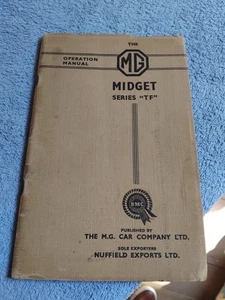 THE
OPERATION
MANUAL
MG
MIDGET
SERIES "TF"
BMC
PUBLISHED BY
THE M.G. CAR COMPANY LTD.
SOLE EXPORTERS
NUFFIELD EXPORTS LTD.